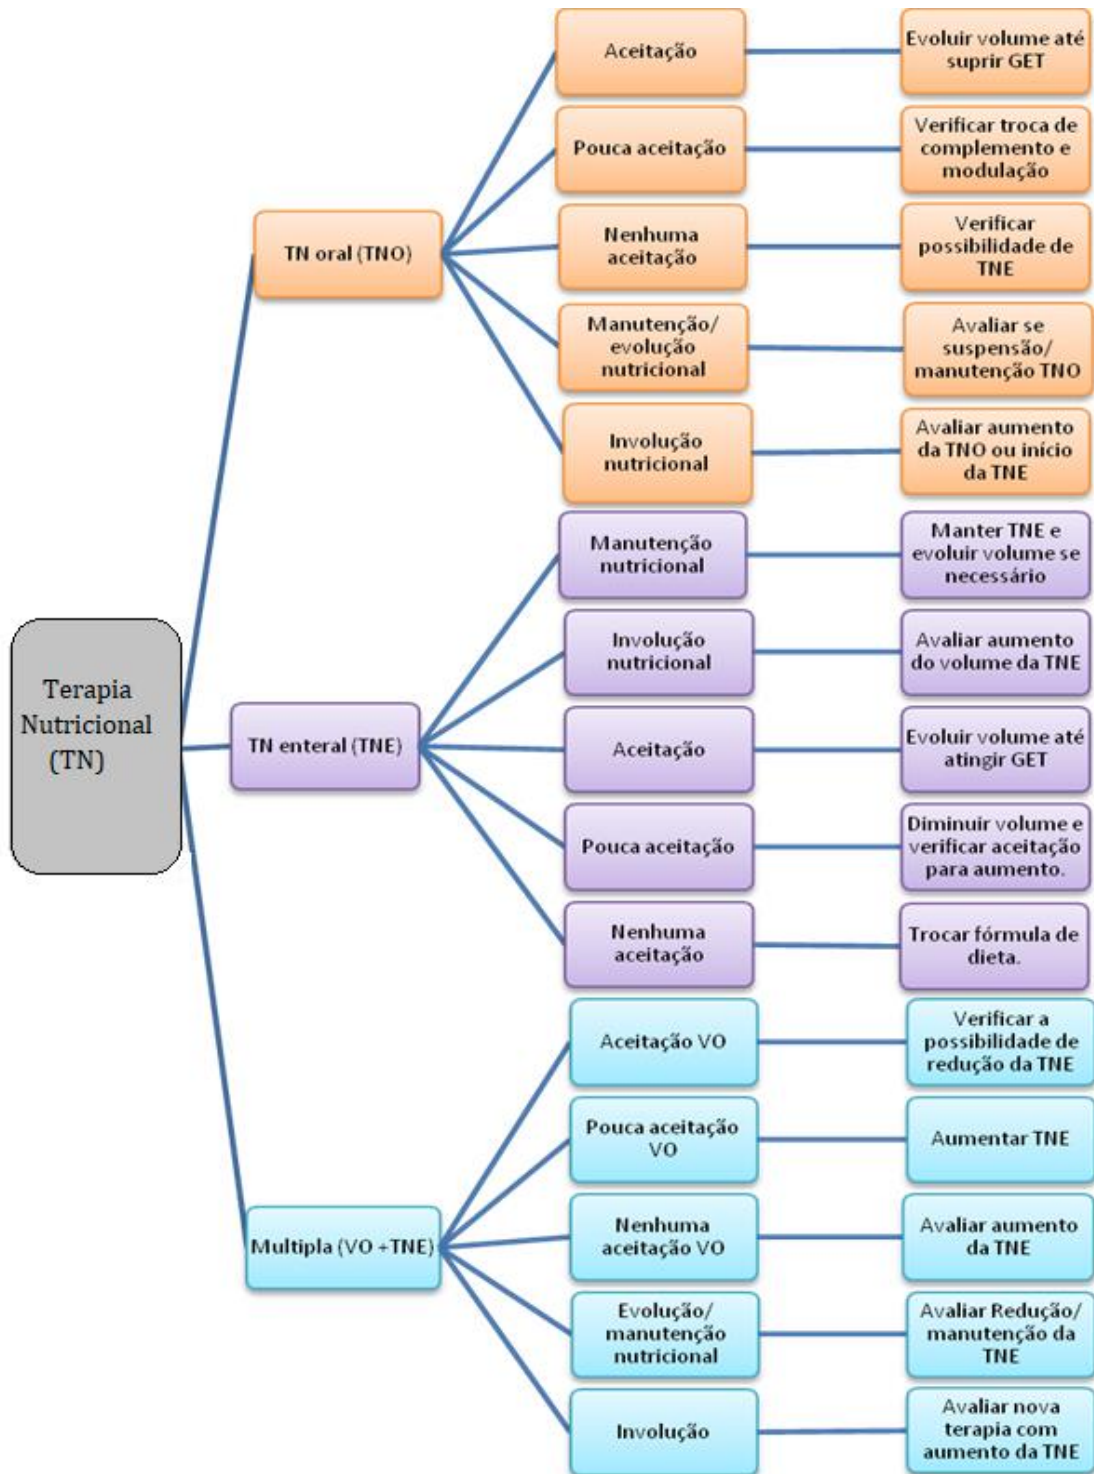 Terapia
Nutricional
(TN)
TN oral (TNO)
Aceitação
Evoluir volume até
suprir GET
Pouca aceitação
Verificar troca de
complemento e
modulação
Nenhuma
aceitação
Verificar
possibilidade de
TNE
Manutenção/
evolução
nutricional
Avaliar se
suspensão/
manutenção TNO
Involução
nutricional
Avaliar aumento
da TNO ou início
da TNE
TN enteral (TNE)
Manutenção
nutricional
Manter TNE e
evoluir volume se
necessário
Involução
nutricional
Avaliar aumento
do volume da TNE
Aceitação
Evoluir volume até
atingir GET
Pouca aceitação
Diminuir volume e
verificar aceitação
para aumento.
Nenhuma
aceitação
Trocar fórmula de
dieta.
Multipla (VO +TNE)
Aceitação VO
Verificar a
possibilidade de
redução da TNE
Pouca aceitação
VO
Aumentar TNE
Nenhuma
aceitação VO
Avaliar aumento
da TNE
Evolução/
manutenção
nutricional
Avaliar Redução/
manutenção da
TNE
Involução
Avaliar nova
terapia com
aumento da TNE